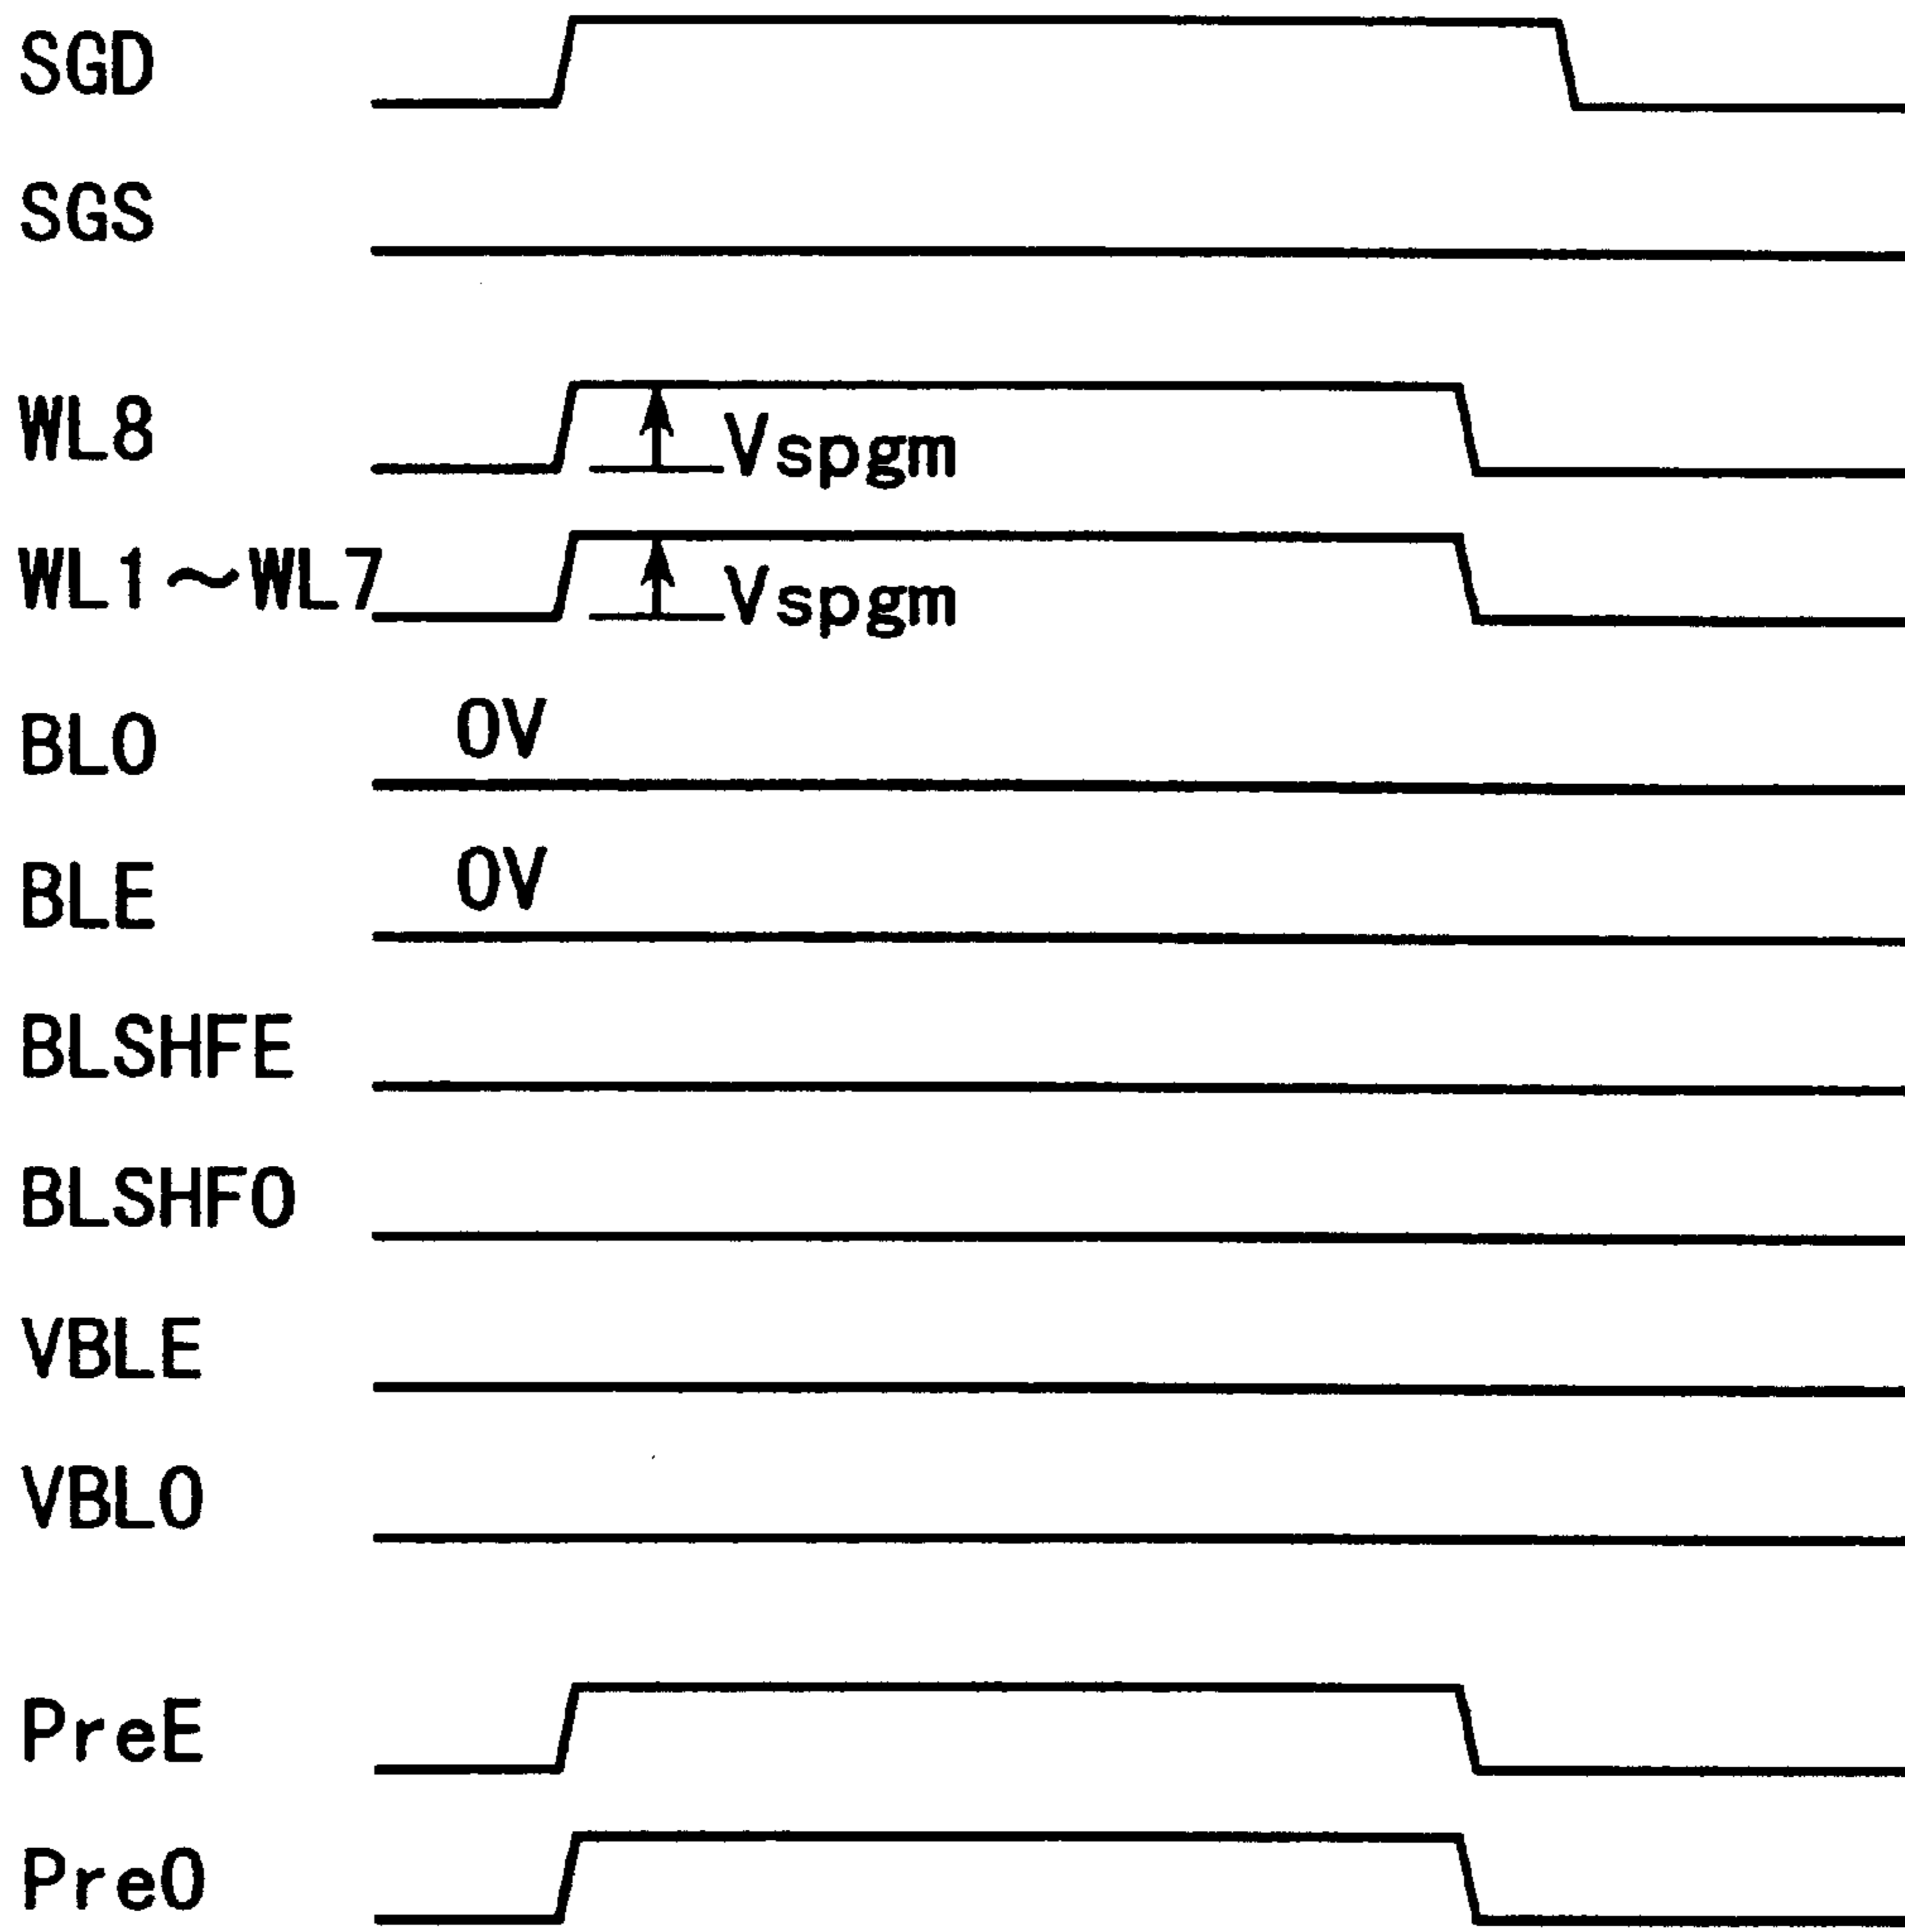 SGD
SGS
WL8
Vspgm
WL1～WL7
Vspgm
BLO 0V
BLE 0V
BLSHFE
BLSHFO
VBLE
VBLO
PreE
PreO